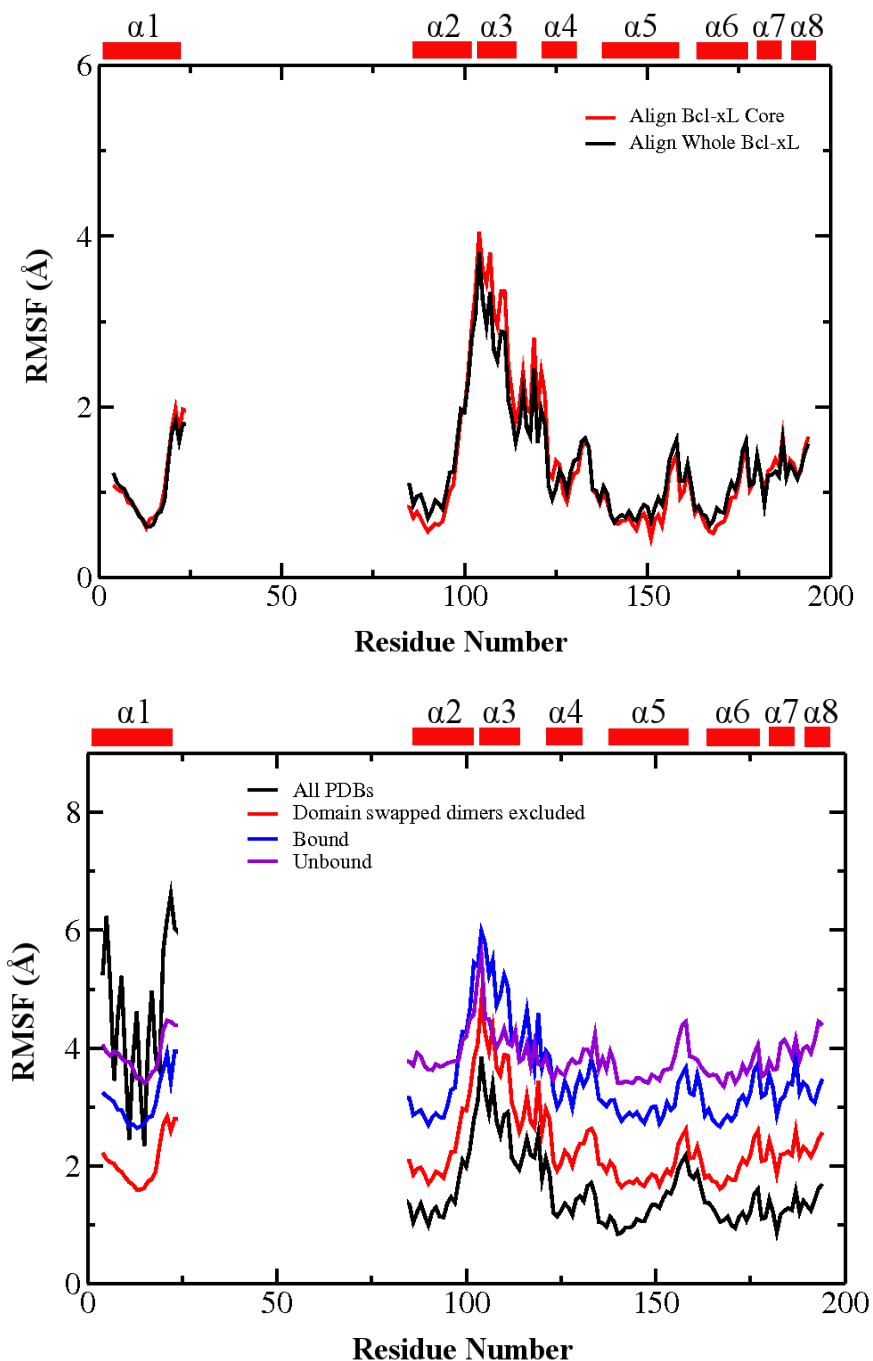 α1 α2 α3 α4 α5 α6 α7 α8
6
Align Bcl-xL Core
Align Whole Bcl-xL
4
RMSF (Å)
2
0
0 50 100 150 200
Residue Number
α1 α2 α3 α4 α5 α6 α7 α8
All PDBs
8
Domain swapped dimers excluded
Bound
Unbound
6
RMSF (Å)
4
2
0
0 50 100 150 200
Residue Number